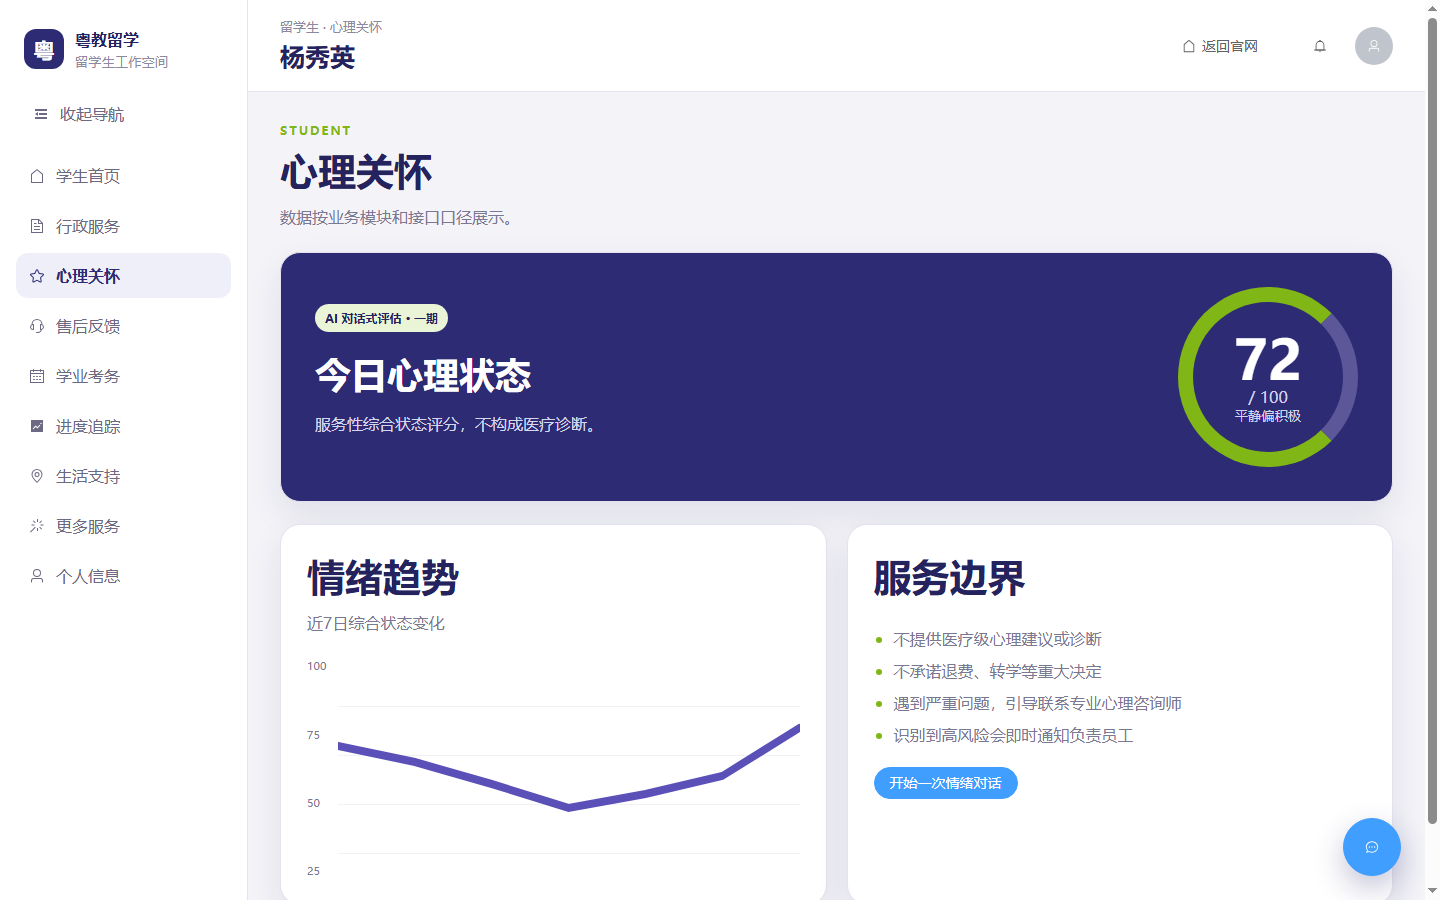 粤
粤教留学
留学生工作空间
收起导航
学生首页
行政服务
心理关怀
售后反馈
学业考务
进度追踪
生活支持
更多服务
个人信息
留学生 · 心理关怀
杨秀英
返回官网
STUDENT
心理关怀
数据按业务模块和接口口径展示。
AI 对话式评估 • 一期
今日心理状态
服务性综合状态评分，不构成医疗诊断。
72
/ 100
平静偏积极
情绪趋势
近7日综合状态变化
100
75
50
25
服务边界
不提供医疗级心理建议或诊断
不承诺退费、转学等重大决定
遇到严重问题，引导联系专业心理咨询师
识别到高风险会即时通知负责员工
开始一次情绪对话